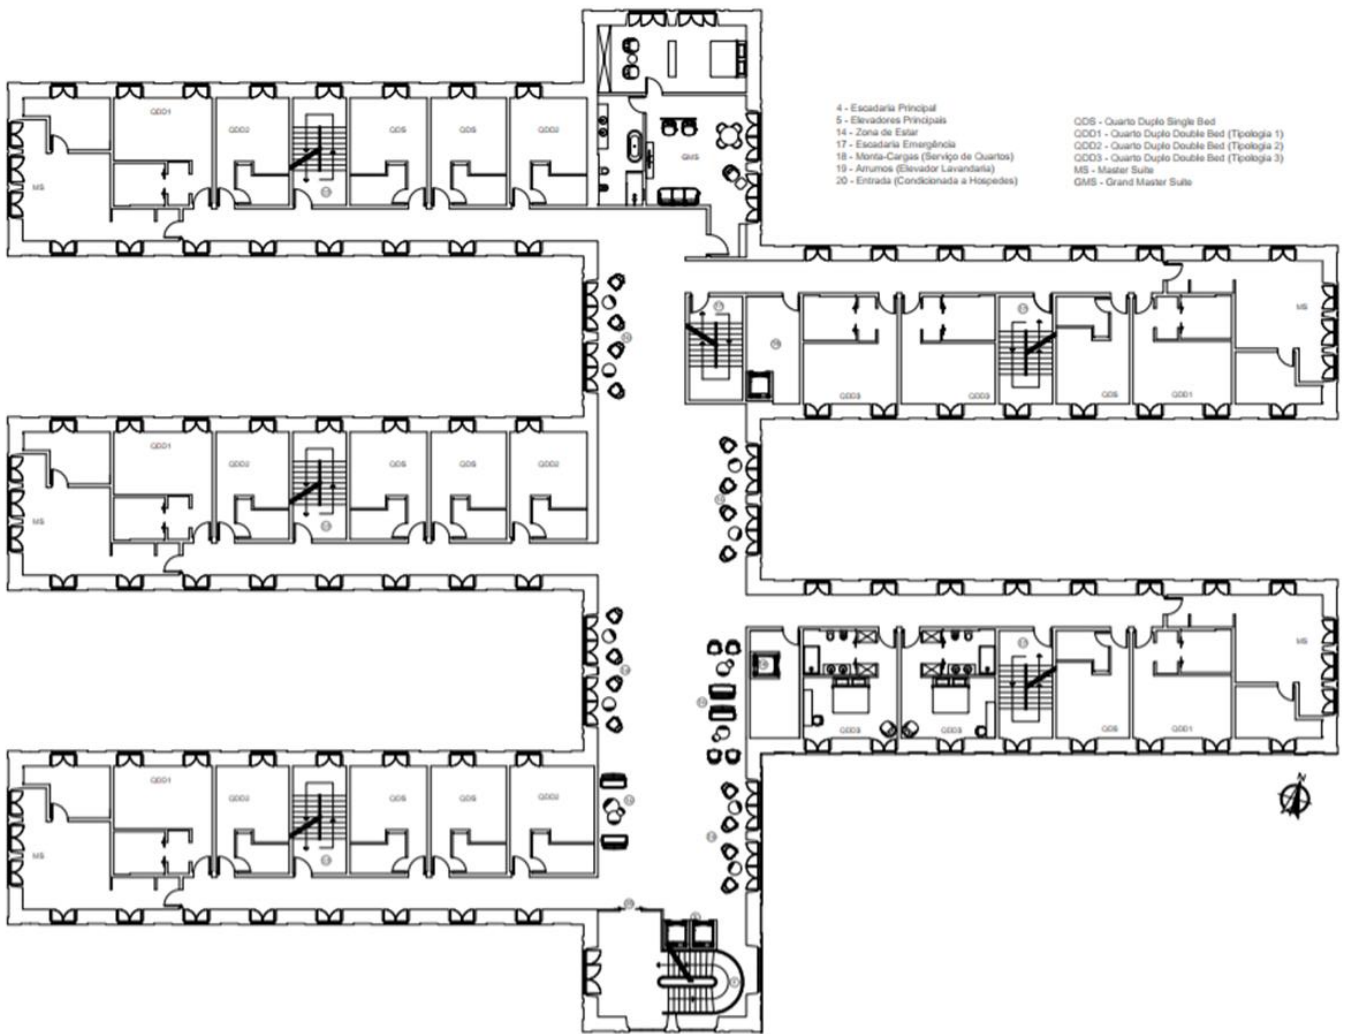 4 - Escadaria Principal
5 - Elevadores Principais
14 - Zona de Estar
17 - Escadaria Emergência
18 - Monta-Cargas (Serviço de Quartos)
19 - Arrumos (Elevador Lavandaria)
20 - Entrada (Condicionada a Hospedes)
QDS - Quarto Duplo Single Bed
QDD1 - Quarto Duplo Double Bed (Tipologia 1)
QDD2 - Quarto Duplo Double Bed (Tipologia 2)
QDD3 - Quarto Duplo Double Bed (Tipologia 3)
MS - Master Suite
GMS - Grand Master Suite
QDD1
QDD2
QDS
QDS
QDD2
MS
GMS
MS
QDD3
QDD3
QDS
QDD1
QDD1
QDD2
QDS
QDS
QDD2
MS
MS
QDD3
QDD3
QDS
QDD1
QDD1
QDD2
QDS
QDS
QDD2
MS
N